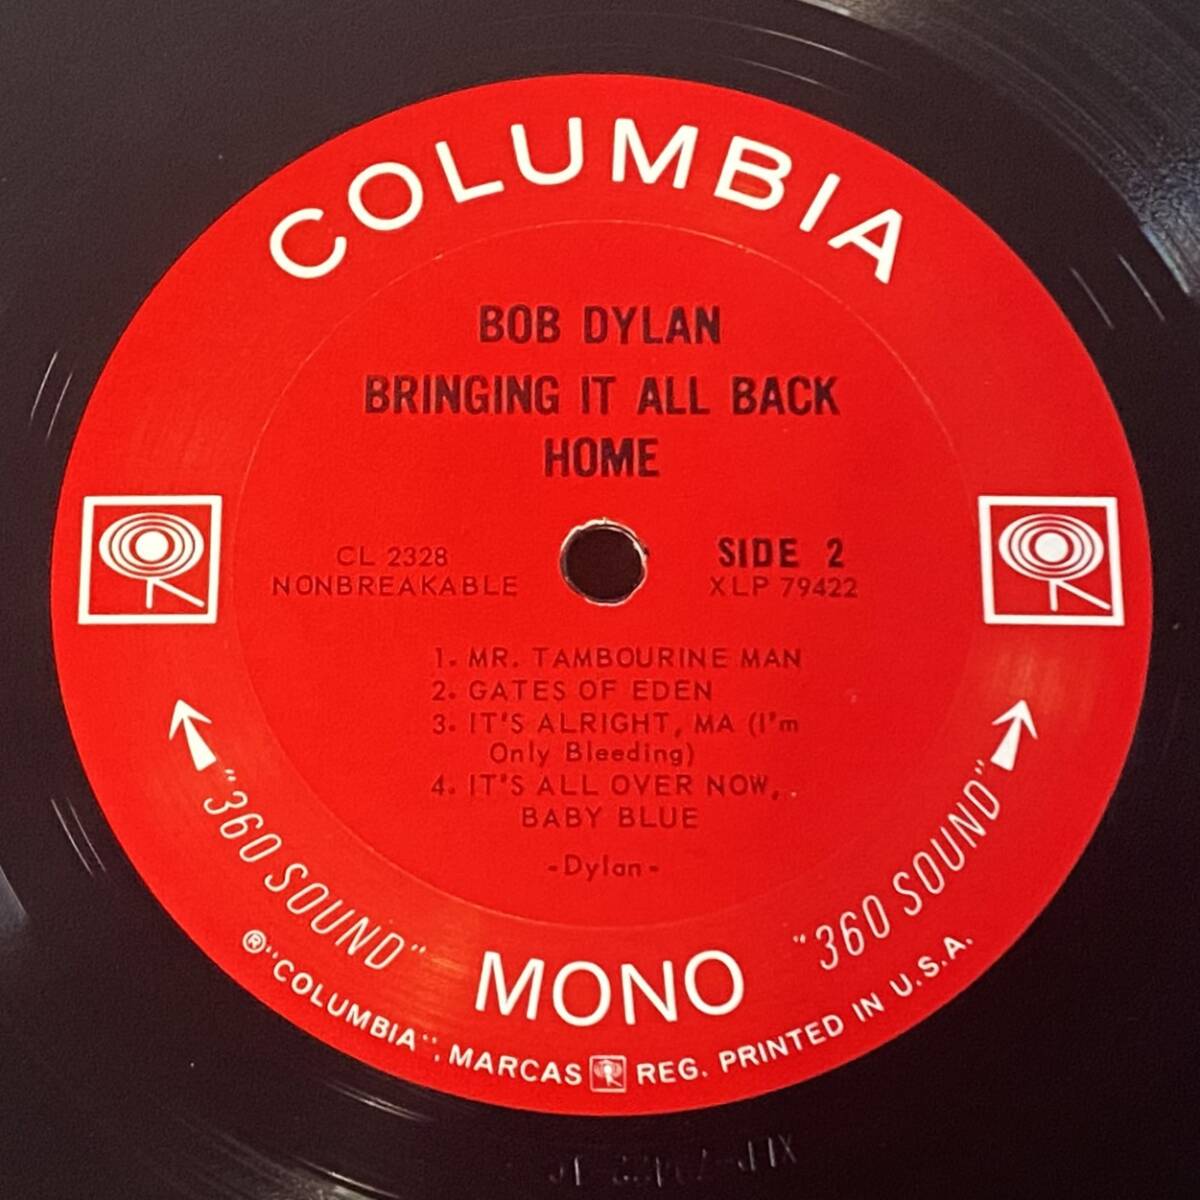 COLUMBIA
BOB DYLAN
BRINGING IT ALL BACK
HOME
CL 2328
NONBREAKABLE
SIDE 2
XLP 79422
1. MR. TAMBOURINE MAN
2. GATES OF EDEN
3. IT'S ALRIGHT, MA (I'm
Only Bleeding)
4. IT'S ALL OVER NOW,
BABY BLUE
-Dylan-
"360 SOUND"
MONO
"360 SOUND"
® "COLUMBIA", MARCAS REG. PRINTED IN U.S.A.